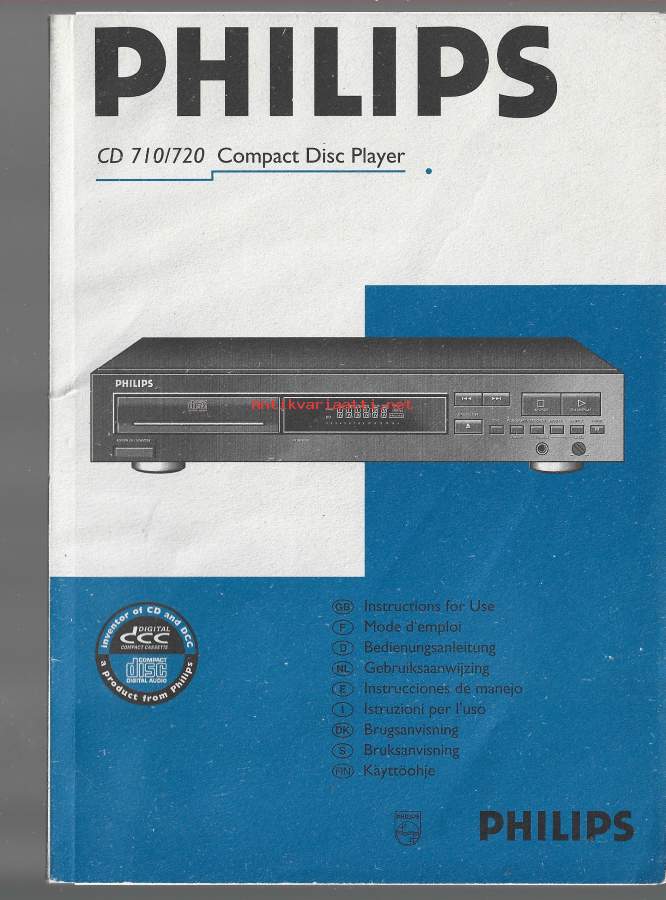 PHILIPS
CD 710/720 Compact Disc Player
PHILIPS
antikvariaatti.net
inventor of CD and DCC
DIGITAL
dcc
COMPACT CASSETTE
COMPACT
disc
DIGITAL AUDIO
a product from Philips
GB Instructions for Use
F Mode d'emploi
D Bedienungsanleitung
NL Gebruiksaanwijzing
E Instrucciones de manejo
I Istruzioni per l'uso
DK Brugsanvisning
S Bruksanvisning
FIN Käyttöohje
PHILIPS
PHILIPS